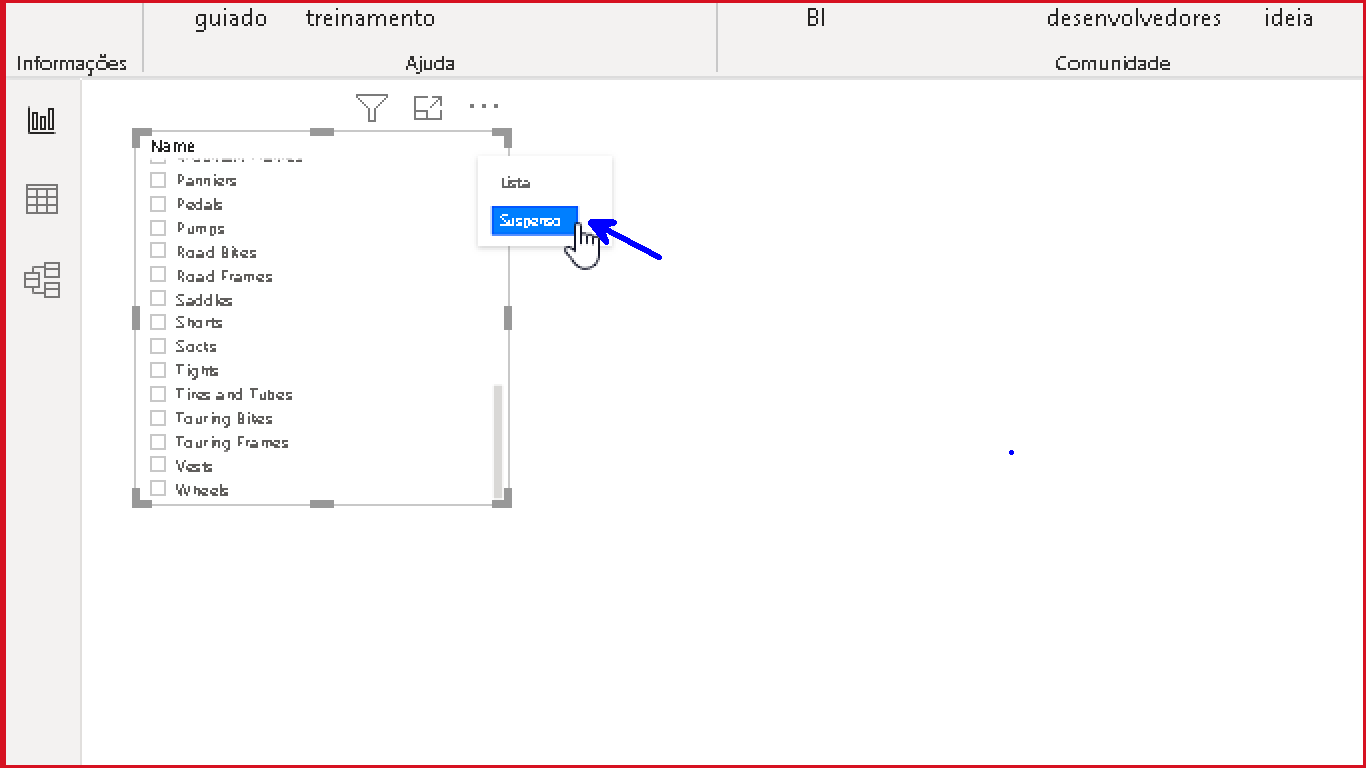 guiado treinamento BI desenvolvedores ideia
Informações Ajuda Comunidade
Name
Panniers
Lista
Pedals
Suspenso
Pumps
Road Bikes
Road Frames
Saddles
Shorts
Socks
Tights
Tires and Tubes
Touring Bikes
Touring Frames
Vests
Wheels